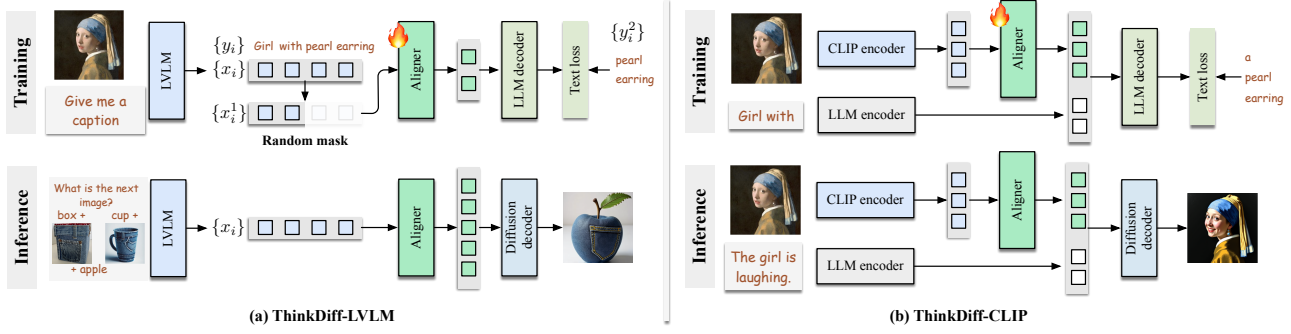 Training
Give me a
caption
LVLM
{y_i} Girl with pearl earring
{x_i}
{x_i^1}
Random mask
Aligner
LLM decoder
Text loss
{y_i^2}
pearl
earring
Inference
What is the next
image?
box + cup +
+ apple
LVLM
{x_i}
Aligner
Diffusion
decoder
(a) ThinkDiff-LVLM
Training
Girl with
CLIP encoder
LLM encoder
Aligner
LLM decoder
Text loss
a
pearl
earring
Inference
The girl is
laughing.
CLIP encoder
LLM encoder
Aligner
Diffusion
decoder
(b) ThinkDiff-CLIP